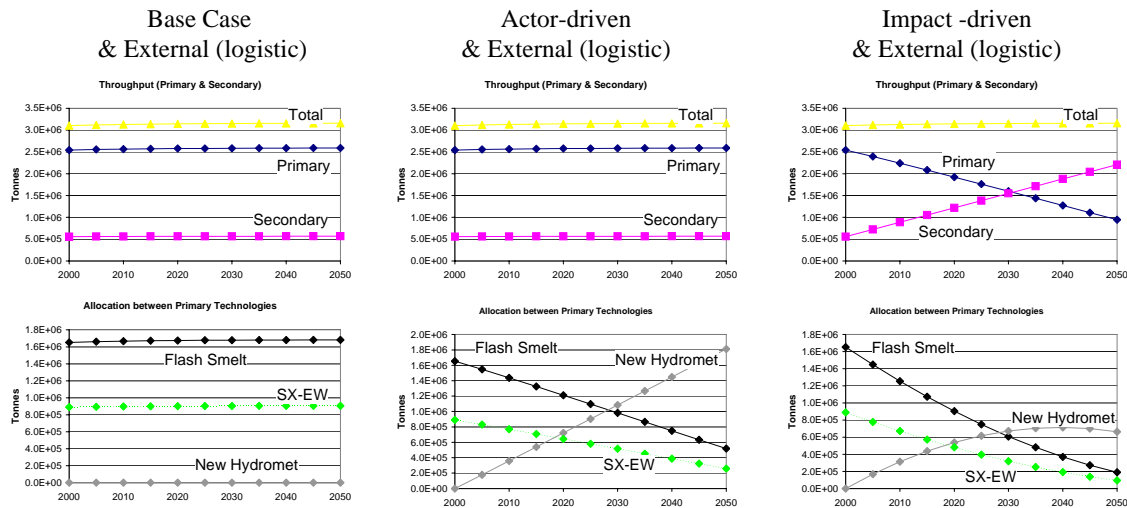 Base Case
& External (logistic)
Actor-driven
& External (logistic)
Impact -driven
& External (logistic)
Throughput (Primary & Secondary)
Tonnes
3.5E+06
3.0E+06
2.5E+06
2.0E+06
1.5E+06
1.0E+06
5.0E+05
0.0E+00
Total
Primary
Secondary
2000 2010 2020 2030 2040 2050
Throughput (Primary & Secondary)
Tonnes
3.5E+06
3.0E+06
2.5E+06
2.0E+06
1.5E+06
1.0E+06
5.0E+05
0.0E+00
Total
Primary
Secondary
2000 2010 2020 2030 2040 2050
Throughput (Primary & Secondary)
Tonnes
3.5E+06
3.0E+06
2.5E+06
2.0E+06
1.5E+06
1.0E+06
5.0E+05
0.0E+00
Total
Primary
Secondary
2000 2010 2020 2030 2040 2050
Allocation between Primary Technologies
Tonnes
1.8E+06
1.6E+06
1.4E+06
1.2E+06
1.0E+06
8.0E+05
6.0E+05
4.0E+05
2.0E+05
0.0E+00
Flash Smelt
SX-EW
New Hydromet
2000 2010 2020 2030 2040 2050
Allocation between Primary Technologies
Tonnes
2.0E+06
1.8E+06
1.6E+06
1.4E+06
1.2E+06
1.0E+06
8.0E+05
6.0E+05
4.0E+05
2.0E+05
0.0E+00
Flash Smelt
New Hydromet
SX-EW
2000 2010 2020 2030 2040 2050
Allocation between Primary Technologies
Tonnes
1.8E+06
1.6E+06
1.4E+06
1.2E+06
1.0E+06
8.0E+05
6.0E+05
4.0E+05
2.0E+05
0.0E+00
Flash Smelt
New Hydromet
SX-EW
2000 2010 2020 2030 2040 2050